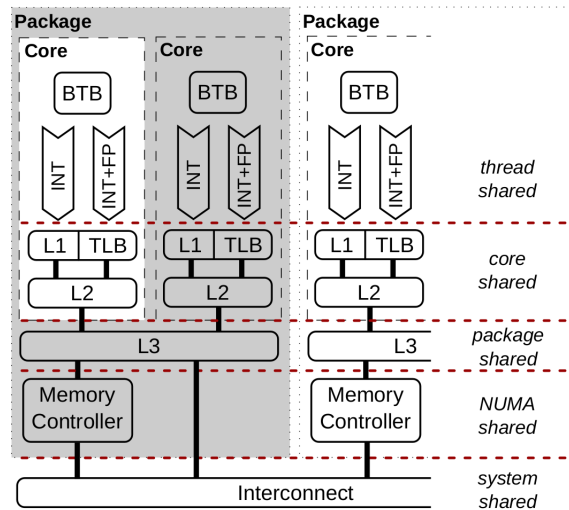 Package
Package
Core
Core
Core
BTB
BTB
BTB
INT
INT+FP
INT
INT+FP
INT
INT+FP
thread
shared
L1
TLB
L1
TLB
L1
TLB
core
shared
L2
L2
L2
L3
L3
package
shared
Memory
Controller
Memory
Controller
NUMA
shared
Interconnect
system
shared